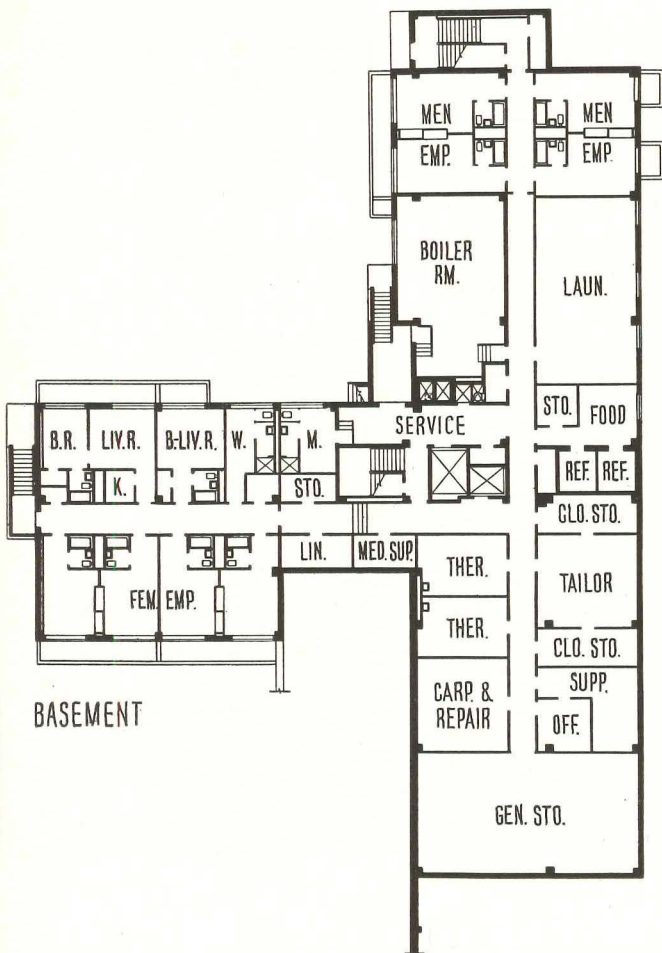 MEN
MEN
EMP.
EMP.
BOILER
RM.
LAUN.
STO.
FOOD
SERVICE
B.R.
LIV.R.
B-LIV.R.
W.
M.
K.
STO.
REF.
REF.
CLO. STO.
LIN.
MED. SUP.
THER.
TAILOR
FEM. EMP.
THER.
CLO. STO.
SUPP.
CARP. &
REPAIR
OFF.
BASEMENT
GEN. STO.